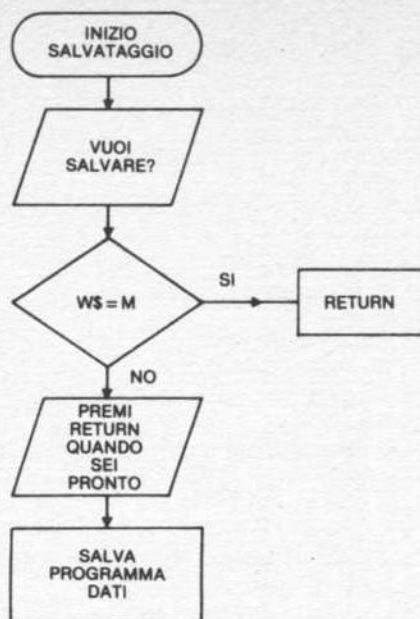 INIZIO
SALVATAGGIO
VUOI
SALVARE?
W$ = M
SI
RETURN
NO
PREMI
RETURN
QUANDO
SEI
PRONTO
SALVA
PROGRAMMA
DATI